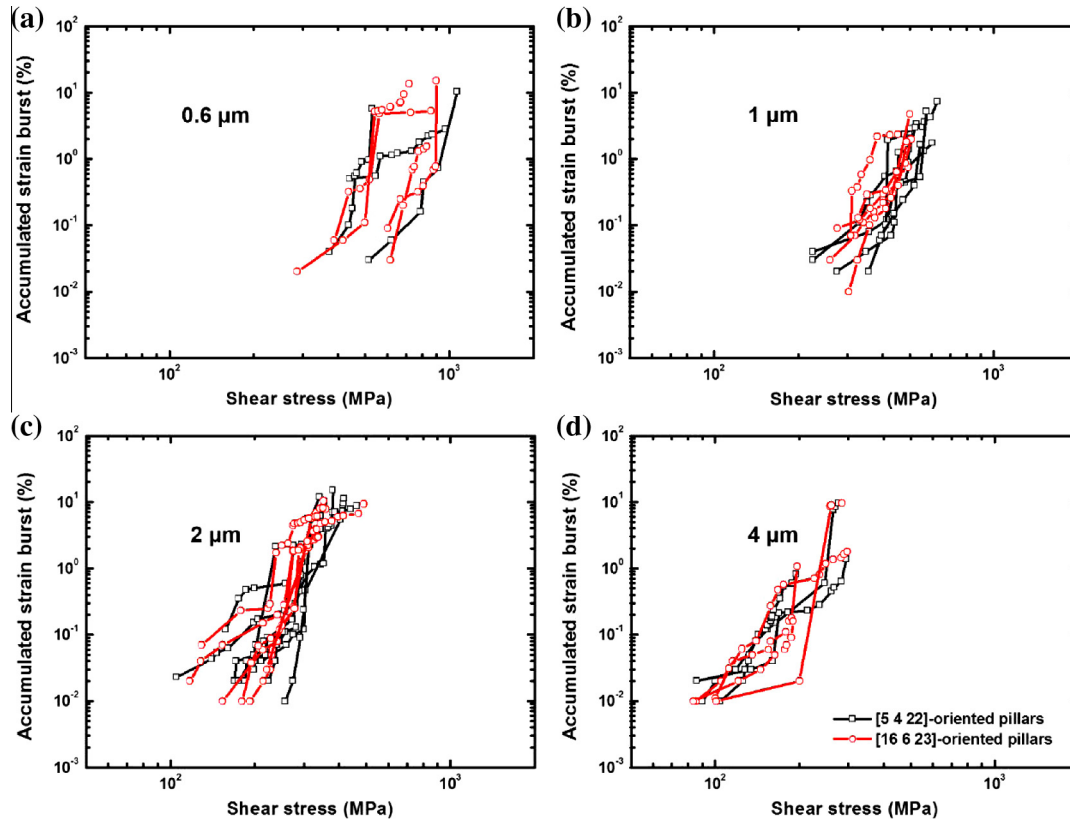 (a)
Accumulated strain burst (%)
10²
10¹
10⁰
10⁻¹
10⁻²
10⁻³
0.6 µm
10²
10³
Shear stress (MPa)
(b)
Accumulated strain burst (%)
10²
10¹
10⁰
10⁻¹
10⁻²
10⁻³
1 µm
10²
10³
Shear stress (MPa)
(c)
Accumulated strain burst (%)
10²
10¹
10⁰
10⁻¹
10⁻²
10⁻³
2 µm
10²
10³
Shear stress (MPa)
(d)
Accumulated strain burst (%)
10²
10¹
10⁰
10⁻¹
10⁻²
10⁻³
4 µm
[5 4 22]-oriented pillars
[16 6 23]-oriented pillars
10²
10³
Shear stress (MPa)